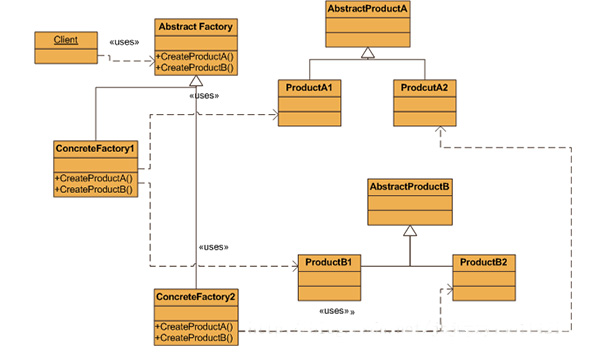 AbstractProductA
Abstract Factory
Client
«uses»
+CreateProductA()
+CreateProductB()
«uses»
ProductA1
ProdcutA2
ConcreteFactory1
+CreateProductA()
+CreateProductB()
AbstractProductB
«uses»
ProductB1
ProductB2
ConcreteFactory2
«uses» »
+CreateProductA()
+CreateProductB()